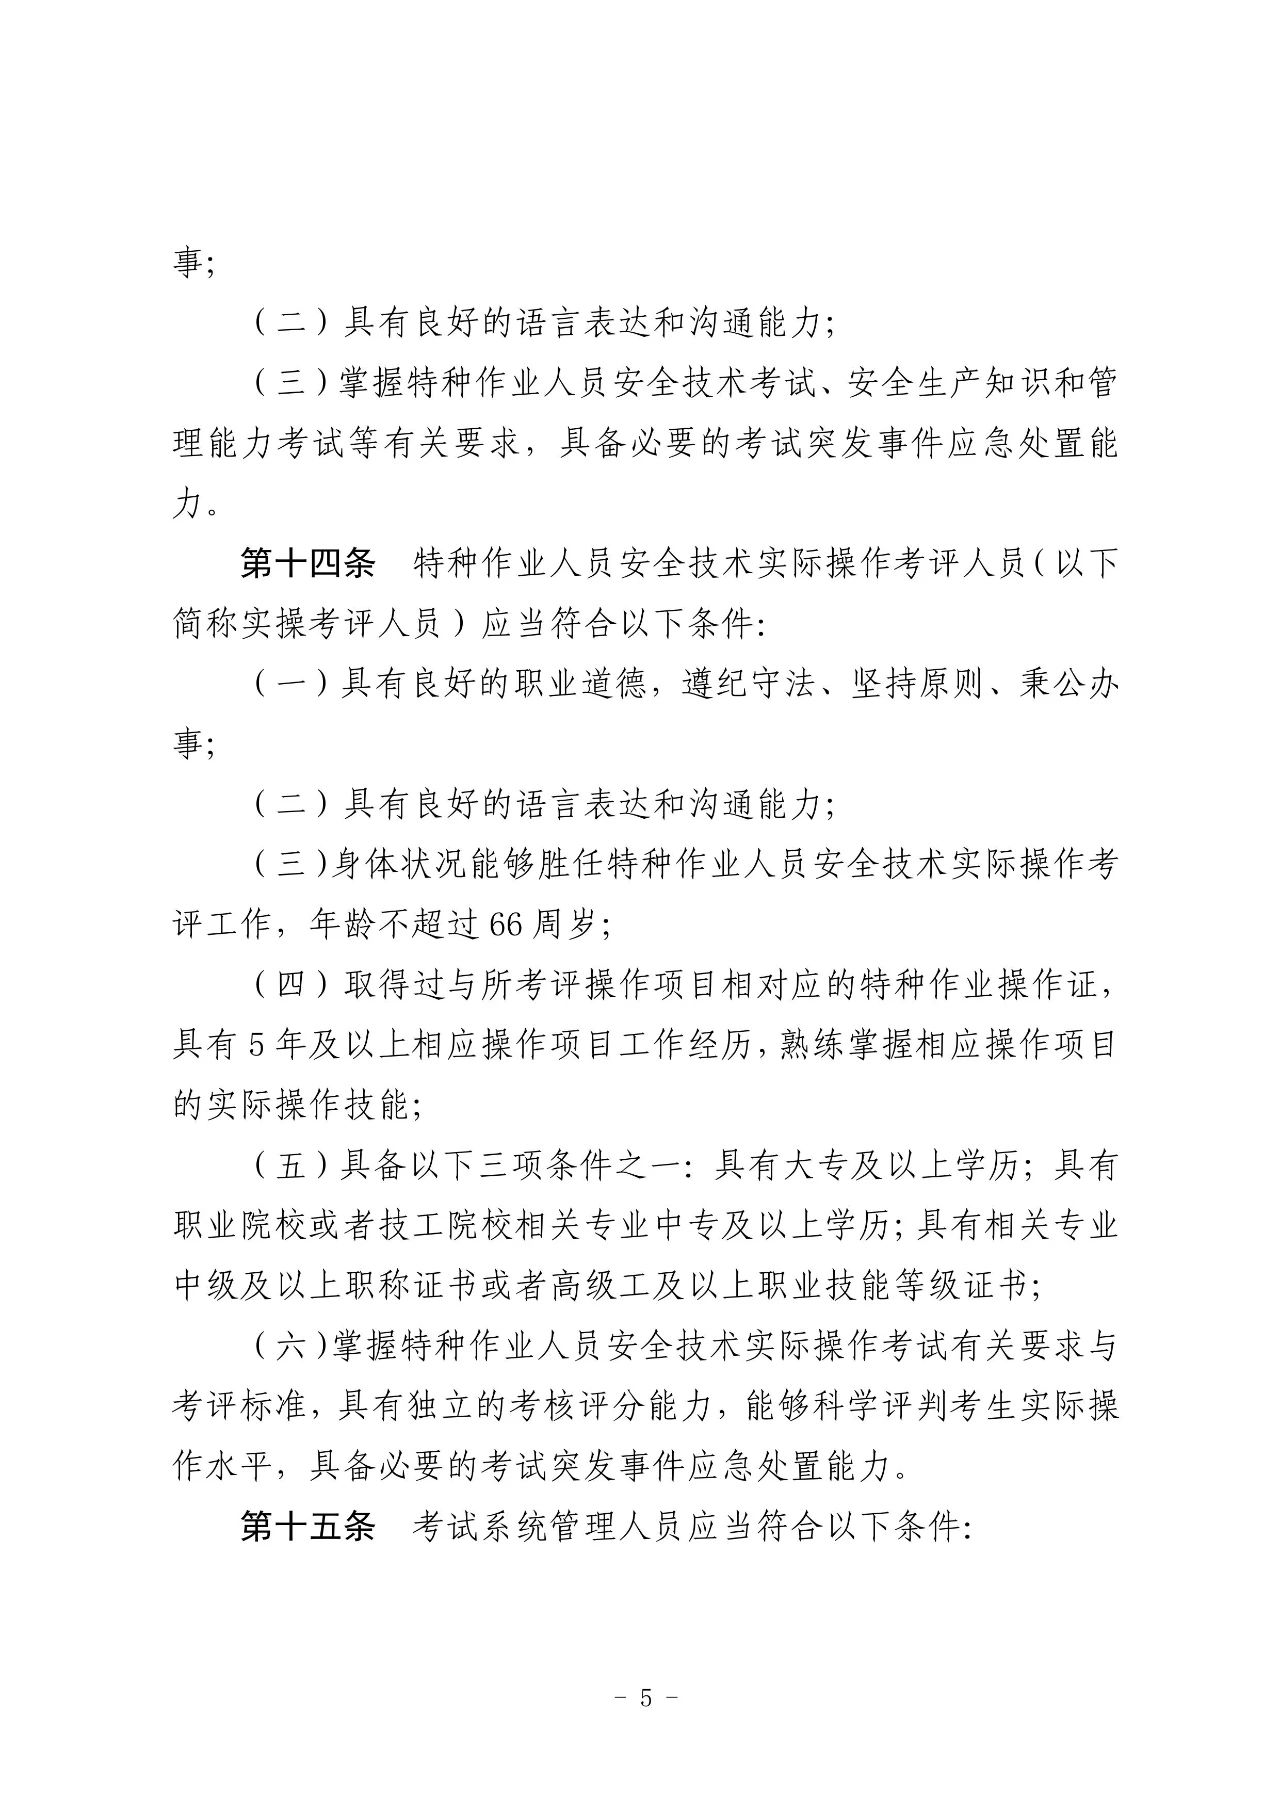 事；
（二）具有良好的语言表达和沟通能力；
（三）掌握特种作业人员安全技术考试、安全生产知识和管
理能力考试等有关要求，具备必要的考试突发事件应急处置能
力。
第十四条　特种作业人员安全技术实际操作考评人员（以下
简称实操考评人员）应当符合以下条件：
（一）具有良好的职业道德，遵纪守法、坚持原则、秉公办
事；
（二）具有良好的语言表达和沟通能力；
（三）身体状况能够胜任特种作业人员安全技术实际操作考
评工作，年龄不超过 66 周岁；
（四）取得过与所考评操作项目相对应的特种作业操作证，
具有 5 年及以上相应操作项目工作经历，熟练掌握相应操作项目
的实际操作技能；
（五）具备以下三项条件之一：具有大专及以上学历；具有
职业院校或者技工院校相关专业中专及以上学历；具有相关专业
中级及以上职称证书或者高级工及以上职业技能等级证书；
（六）掌握特种作业人员安全技术实际操作考试有关要求与
考评标准，具有独立的考核评分能力，能够科学评判考生实际操
作水平，具备必要的考试突发事件应急处置能力。
第十五条　考试系统管理人员应当符合以下条件：
- 5 -